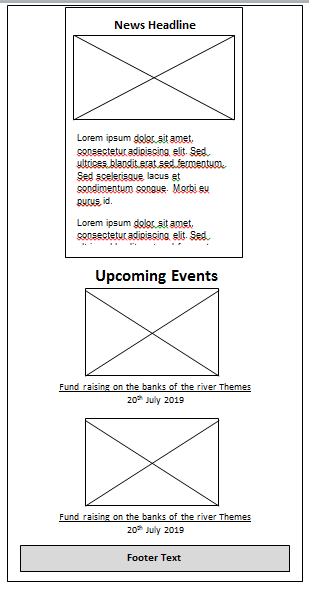 News Headline
Lorem ipsum dolor sit amet,
consectetur adipiscing elit. Sed
ultrices blandit erat sed fermentum.
Sed scelerisque lacus et
condimentum congue. Morbi eu
purus id.
Lorem ipsum dolor sit amet,
consectetur adipiscing elit. Sed
Upcoming Events
Fund raising on the banks of the river Themes
20th July 2019
Fund raising on the banks of the river Themes
20th July 2019
Footer Text